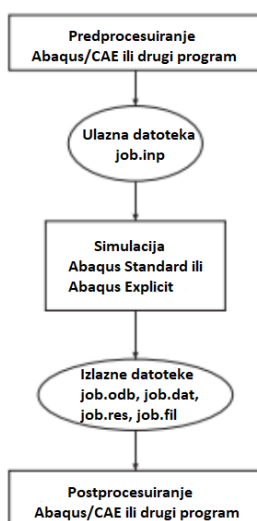 Predprocesuiranje
Abaqus/CAE ili drugi program
Ulazna datoteka
job.inp
Simulacija
Abaqus Standard ili
Abaqus Explicit
Izlazne datoteke
job.odb, job.dat,
job.res, job.fil
Postprocesuiranje
Abaqus/CAE ili drugi program